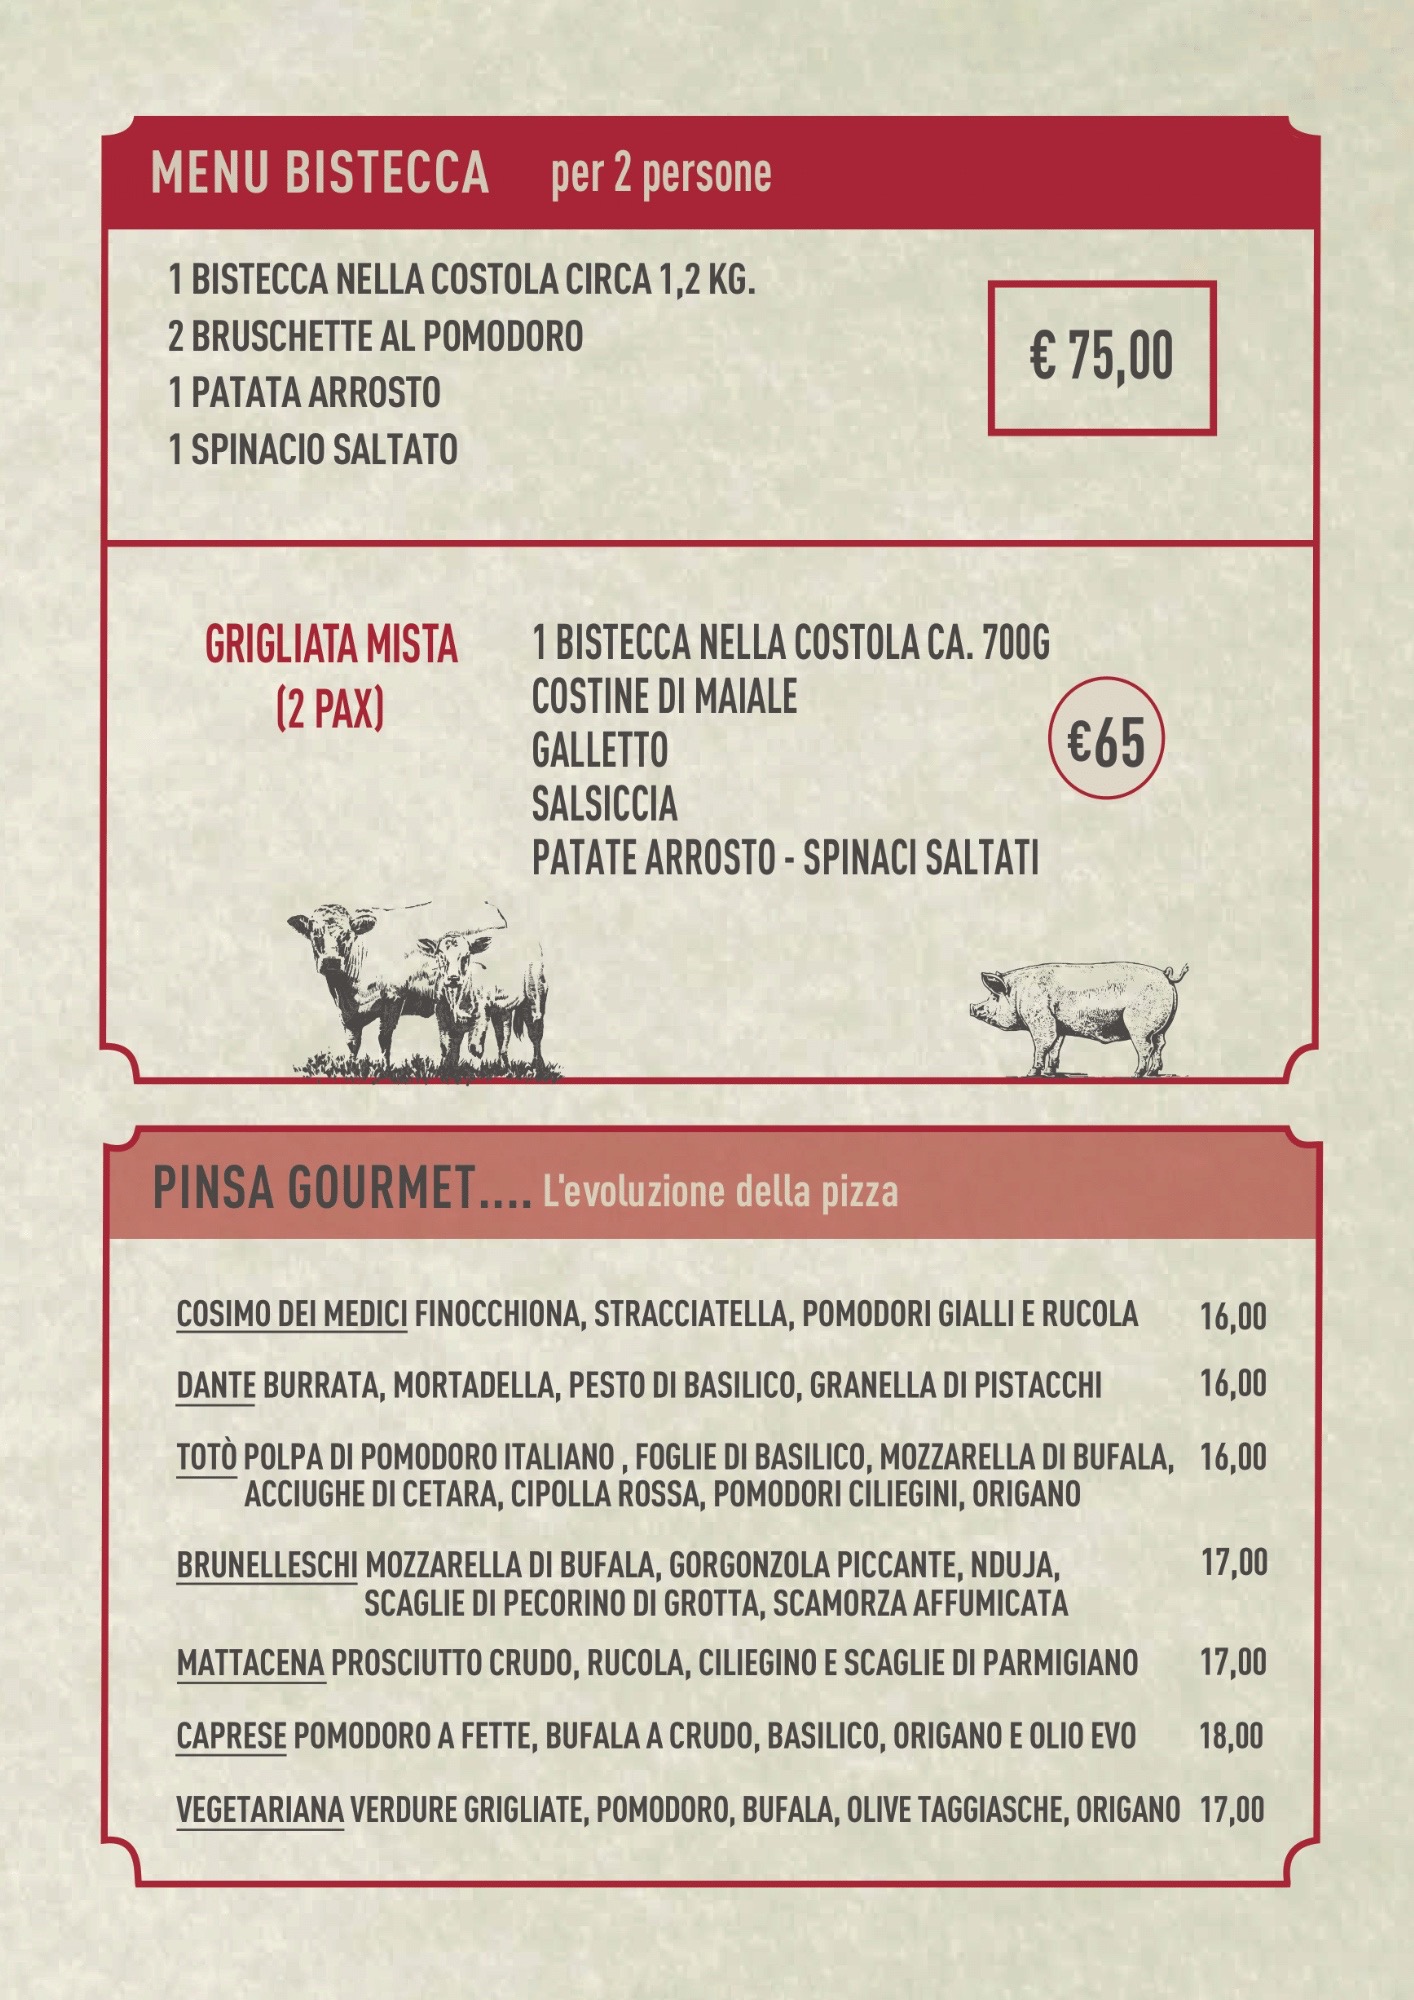 MENU BISTECCA per 2 persone
1 BISTECCA NELLA COSTOLA CIRCA 1,2 KG.
2 BRUSCHETTE AL POMODORO
1 PATATA ARROSTO
1 SPINACIO SALTATO
€ 75,00
GRIGLIATA MISTA
(2 PAX)
1 BISTECCA NELLA COSTOLA CA. 700G
COSTINE DI MAIALE
GALLETTO
SALSICCIA
PATATE ARROSTO - SPINACI SALTATI
€65
PINSA GOURMET.... L'evoluzione della pizza
COSIMO DEI MEDICI FINOCCHIONA, STRACCIATELLA, POMODORI GIALLI E RUCOLA 16,00
DANTE BURRATA, MORTADELLA, PESTO DI BASILICO, GRANELLA DI PISTACCHI 16,00
TOTÒ POLPA DI POMODORO ITALIANO , FOGLIE DI BASILICO, MOZZARELLA DI BUFALA, 16,00
ACCIUGHE DI CETARA, CIPOLLA ROSSA, POMODORI CILIEGINI, ORIGANO
BRUNELLESCHI MOZZARELLA DI BUFALA, GORGONZOLA PICCANTE, NDUJA, 17,00
SCAGLIE DI PECORINO DI GROTTA, SCAMORZA AFFUMICATA
MATTACENA PROSCIUTTO CRUDO, RUCOLA, CILIEGINO E SCAGLIE DI PARMIGIANO 17,00
CAPRESE POMODORO A FETTE, BUFALA A CRUDO, BASILICO, ORIGANO E OLIO EVO 18,00
VEGETARIANA VERDURE GRIGLIATE, POMODORO, BUFALA, OLIVE TAGGIASCHE, ORIGANO 17,00